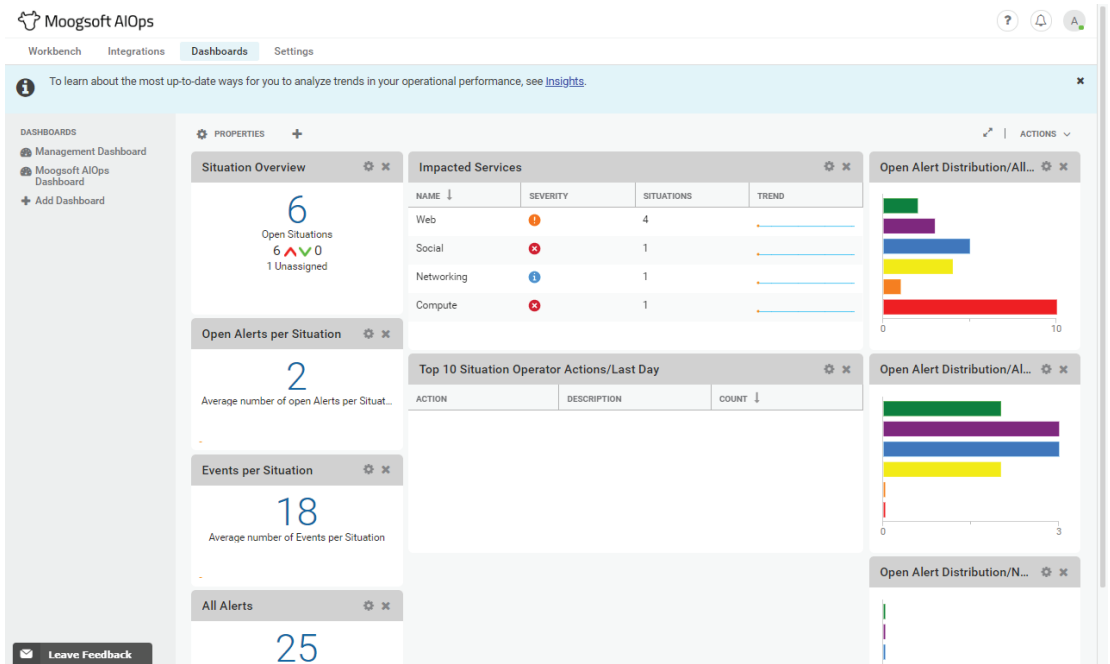 Moogsoft AIOps
?
A
Workbench Integrations Dashboards Settings
To learn about the most up-to-date ways for you to analyze trends in your operational performance, see Insights.
DASHBOARDS
Management Dashboard
Moogsoft AIOps
Dashboard
Add Dashboard
PROPERTIES
ACTIONS
Situation Overview
6
Open Situations
6 0
1 Unassigned
Open Alerts per Situation
2
Average number of open Alerts per Situat...
-
Events per Situation
18
Average number of Events per Situation
-
All Alerts
25
Impacted Services
NAME SEVERITY SITUATIONS TREND
Web 4
Social 1
Networking 1
Compute 1
Top 10 Situation Operator Actions/Last Day
ACTION DESCRIPTION COUNT
Open Alert Distribution/All...
0 10
Open Alert Distribution/Al...
0 3
Open Alert Distribution/N...
Leave Feedback